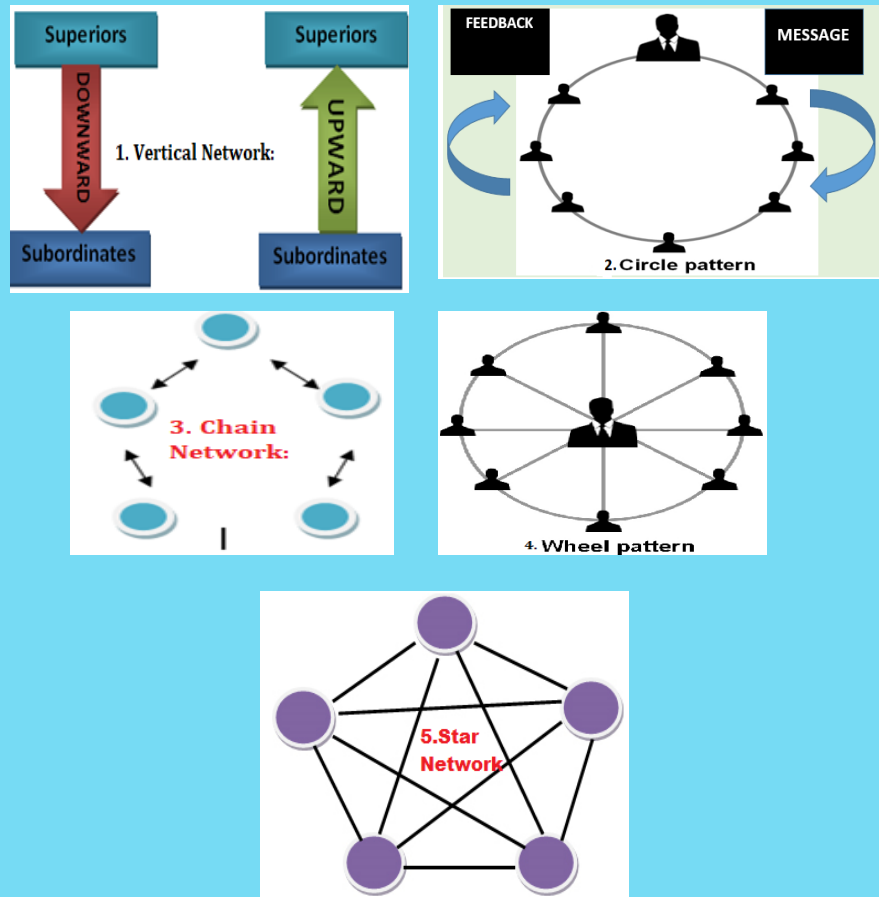 Superiors
Superiors
DOWNWARD
UPWARD
1. Vertical Network:
Subordinates
Subordinates
FEEDBACK
MESSAGE
2. Circle pattern
3. Chain
Network:
4. Wheel pattern
5.Star
Network